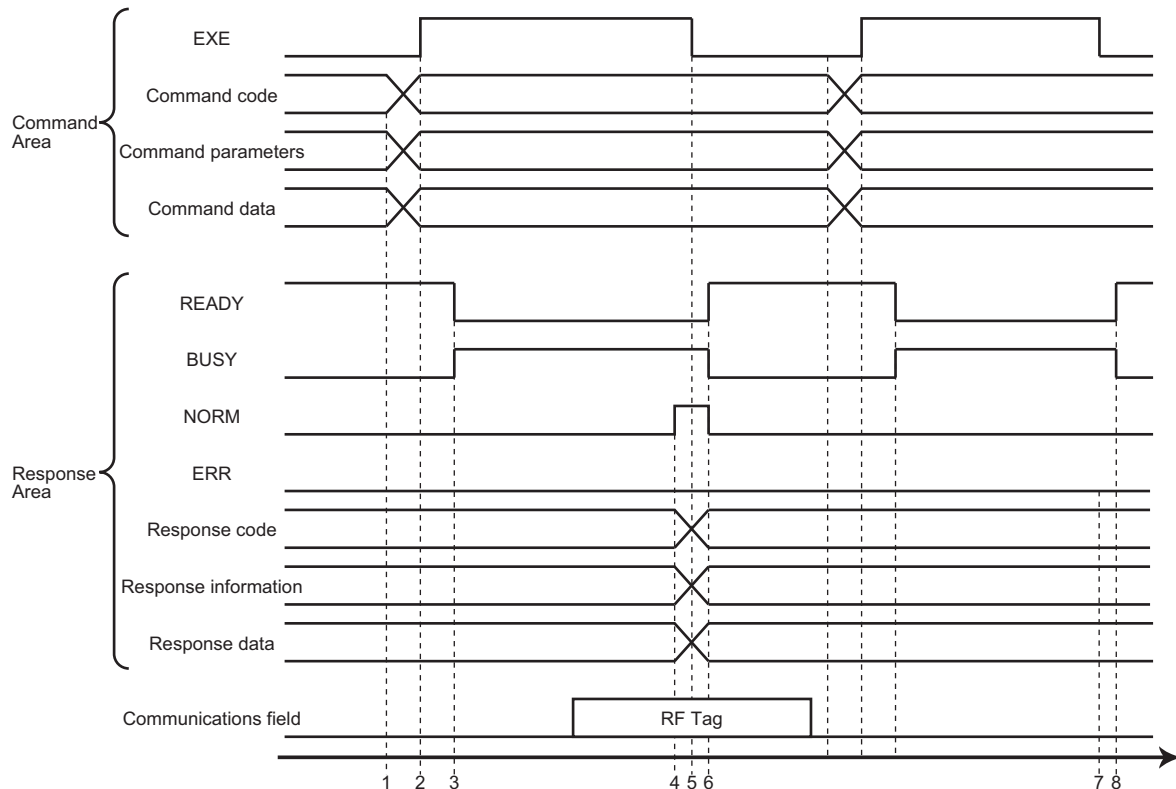 EXE
Command code
Command
Area
Command parameters
Command data
READY
BUSY
NORM
ERR
Response
Area
Response code
Response information
Response data
Communications field
RF Tag
1 2 3 4 5 6 7 8